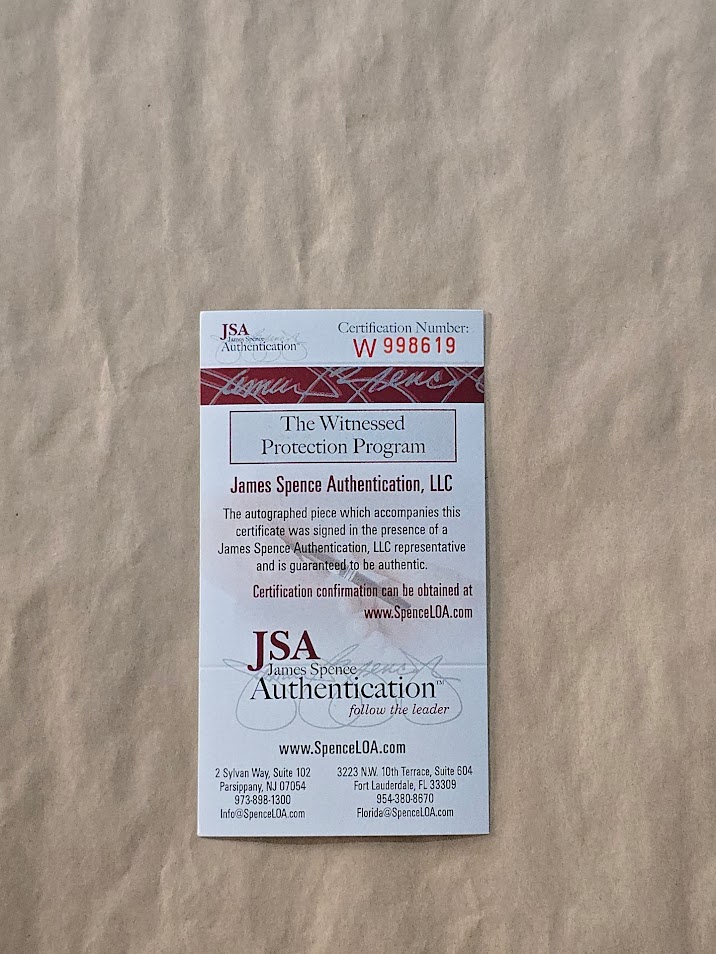 JSA
James Spence
Authentication™
Certification Number:
W 998619
James Spence
The Witnessed
Protection Program
James Spence Authentication, LLC
The autographed piece which accompanies this
certificate was signed in the presence of a
James Spence Authentication, LLC representative
and is guaranteed to be authentic.
Certification confirmation can be obtained at
www.SpenceLOA.com
JSA
James Spence
Authentication™
follow the leader
www.SpenceLOA.com
2 Sylvan Way, Suite 102
Parsippany, NJ 07054
973-898-1300
Info@SpenceLOA.com
3223 N.W. 10th Terrace, Suite 604
Fort Lauderdale, FL 33309
954-380-8670
Florida@SpenceLOA.com